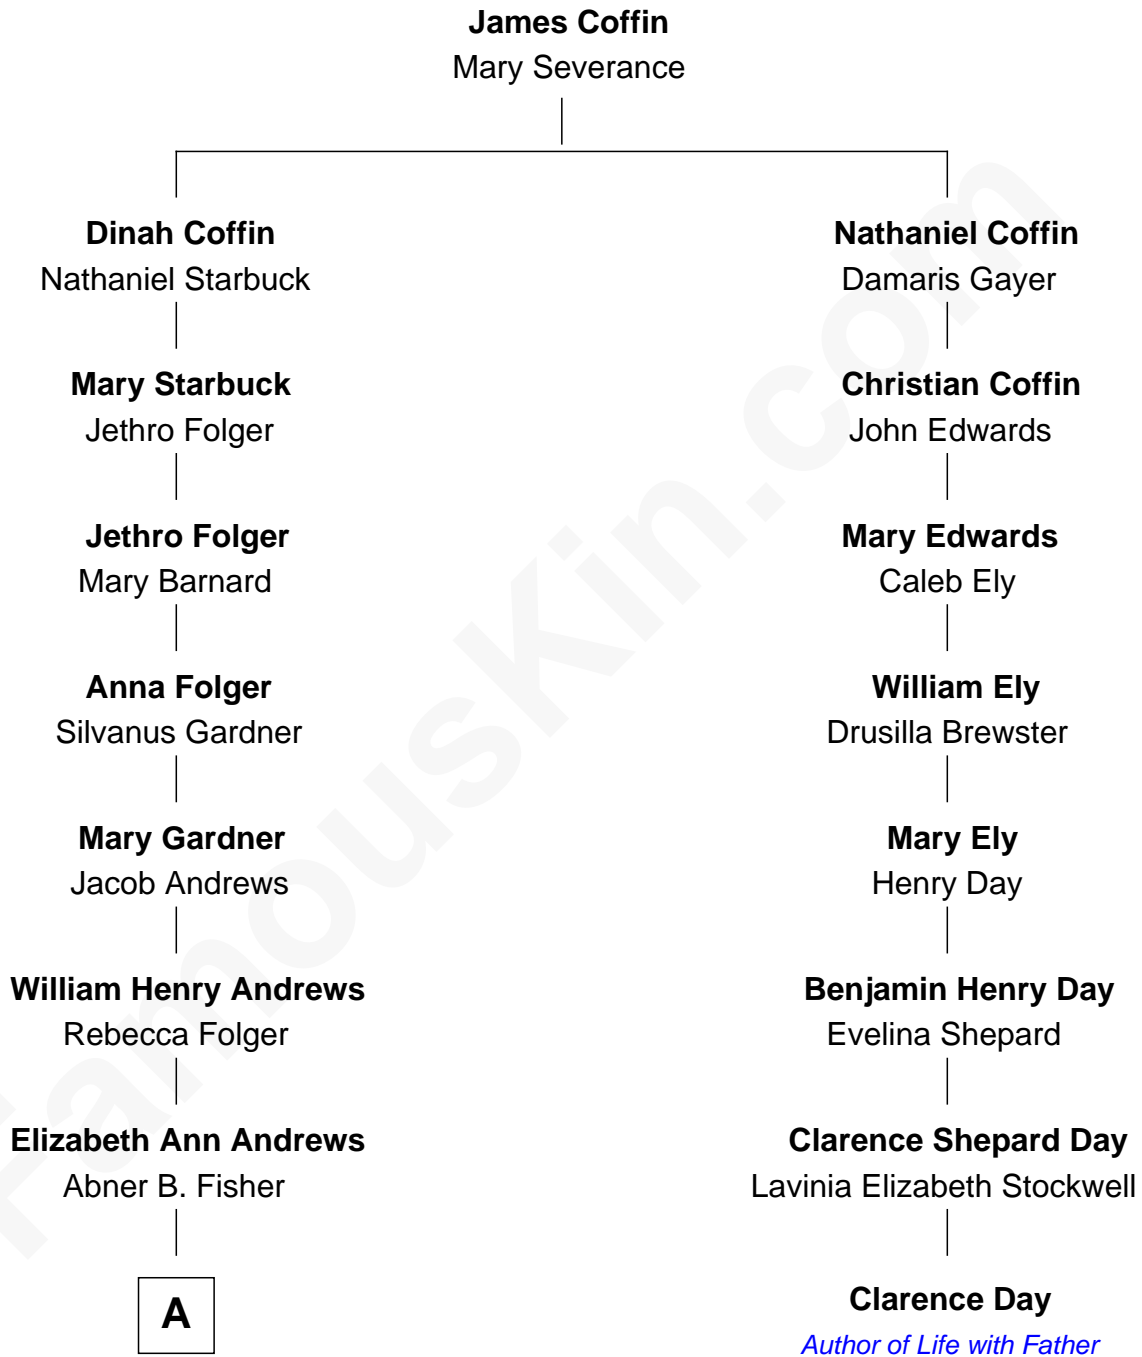 James Coffin
Mary Severance
Dinah Coffin
Nathaniel Starbuck
Nathaniel Coffin
Damaris Gayer
Mary Starbuck
Jethro Folger
Christian Coffin
John Edwards
Jethro Folger
Mary Barnard
Mary Edwards
Caleb Ely
Anna Folger
Silvanus Gardner
William Ely
Drusilla Brewster
Mary Gardner
Jacob Andrews
Mary Ely
Henry Day
William Henry Andrews
Rebecca Folger
Benjamin Henry Day
Evelina Shepard
Elizabeth Ann Andrews
Abner B. Fisher
Clarence Shepard Day
Lavinia Elizabeth Stockwell
A
Clarence Day
Author of Life with Father
FamousKin.com